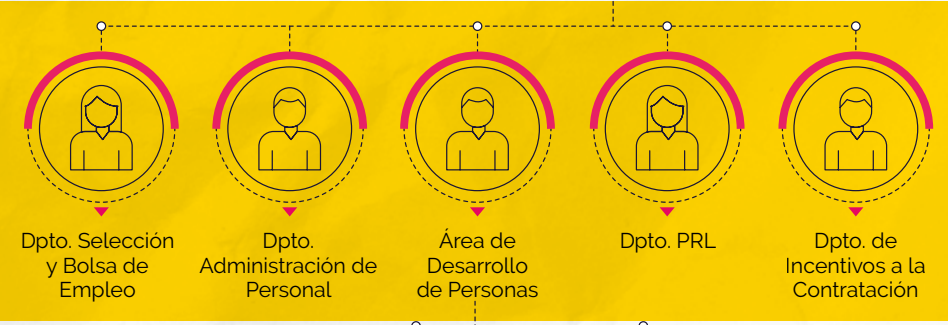 Dpto. Selección
y Bolsa de
Empleo
Dpto.
Administración de
Personal
Área de
Desarrollo
de Personas
Dpto. PRL
Dpto. de
Incentivos a la
Contratación